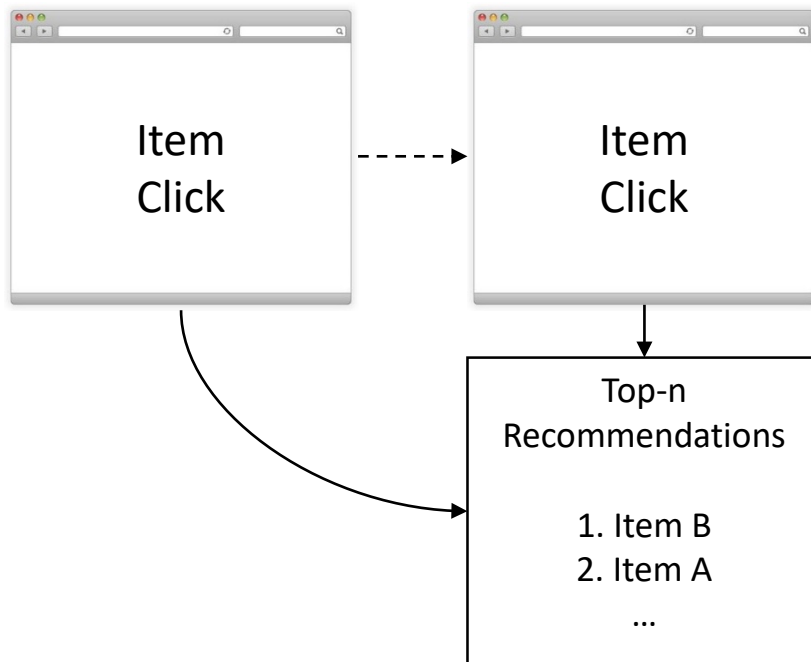 Item
Click
Item
Click
Top-n
Recommendations
1. Item B
2. Item A
...